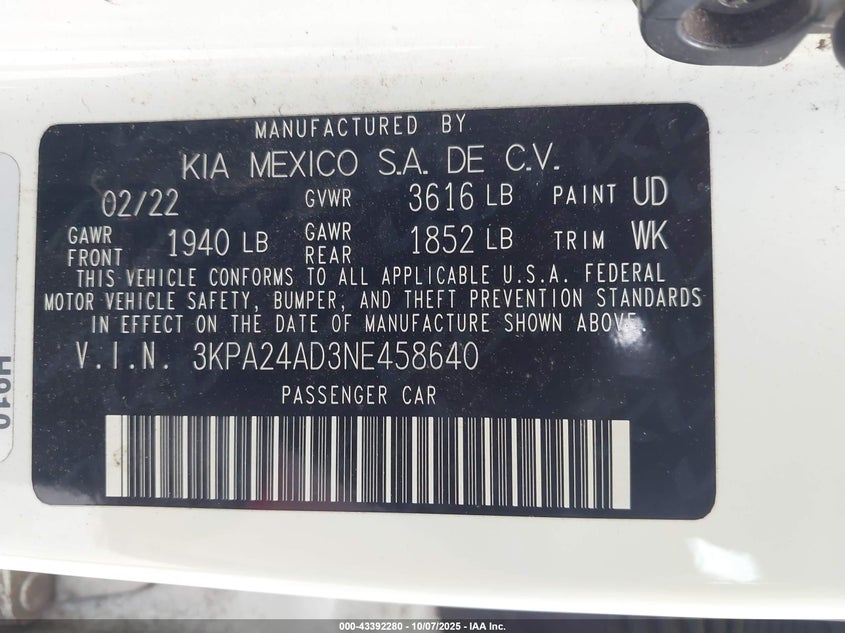 MANUFACTURED BY
KIA MEXICO S.A. DE C.V.
02/22 GVWR 3616 LB PAINT UD
GAWR FRONT 1940 LB GAWR REAR 1852 LB TRIM WK
THIS VEHICLE CONFORMS TO ALL APPLICABLE U.S.A. FEDERAL
MOTOR VEHICLE SAFETY, BUMPER, AND THEFT PREVENTION STANDARDS
IN EFFECT ON THE DATE OF MANUFACTURE SHOWN ABOVE.
V.I.N. 3KPA24AD3NE458640
PASSENGER CAR
000-43392280 - 10/07/2025 - IAA Inc.